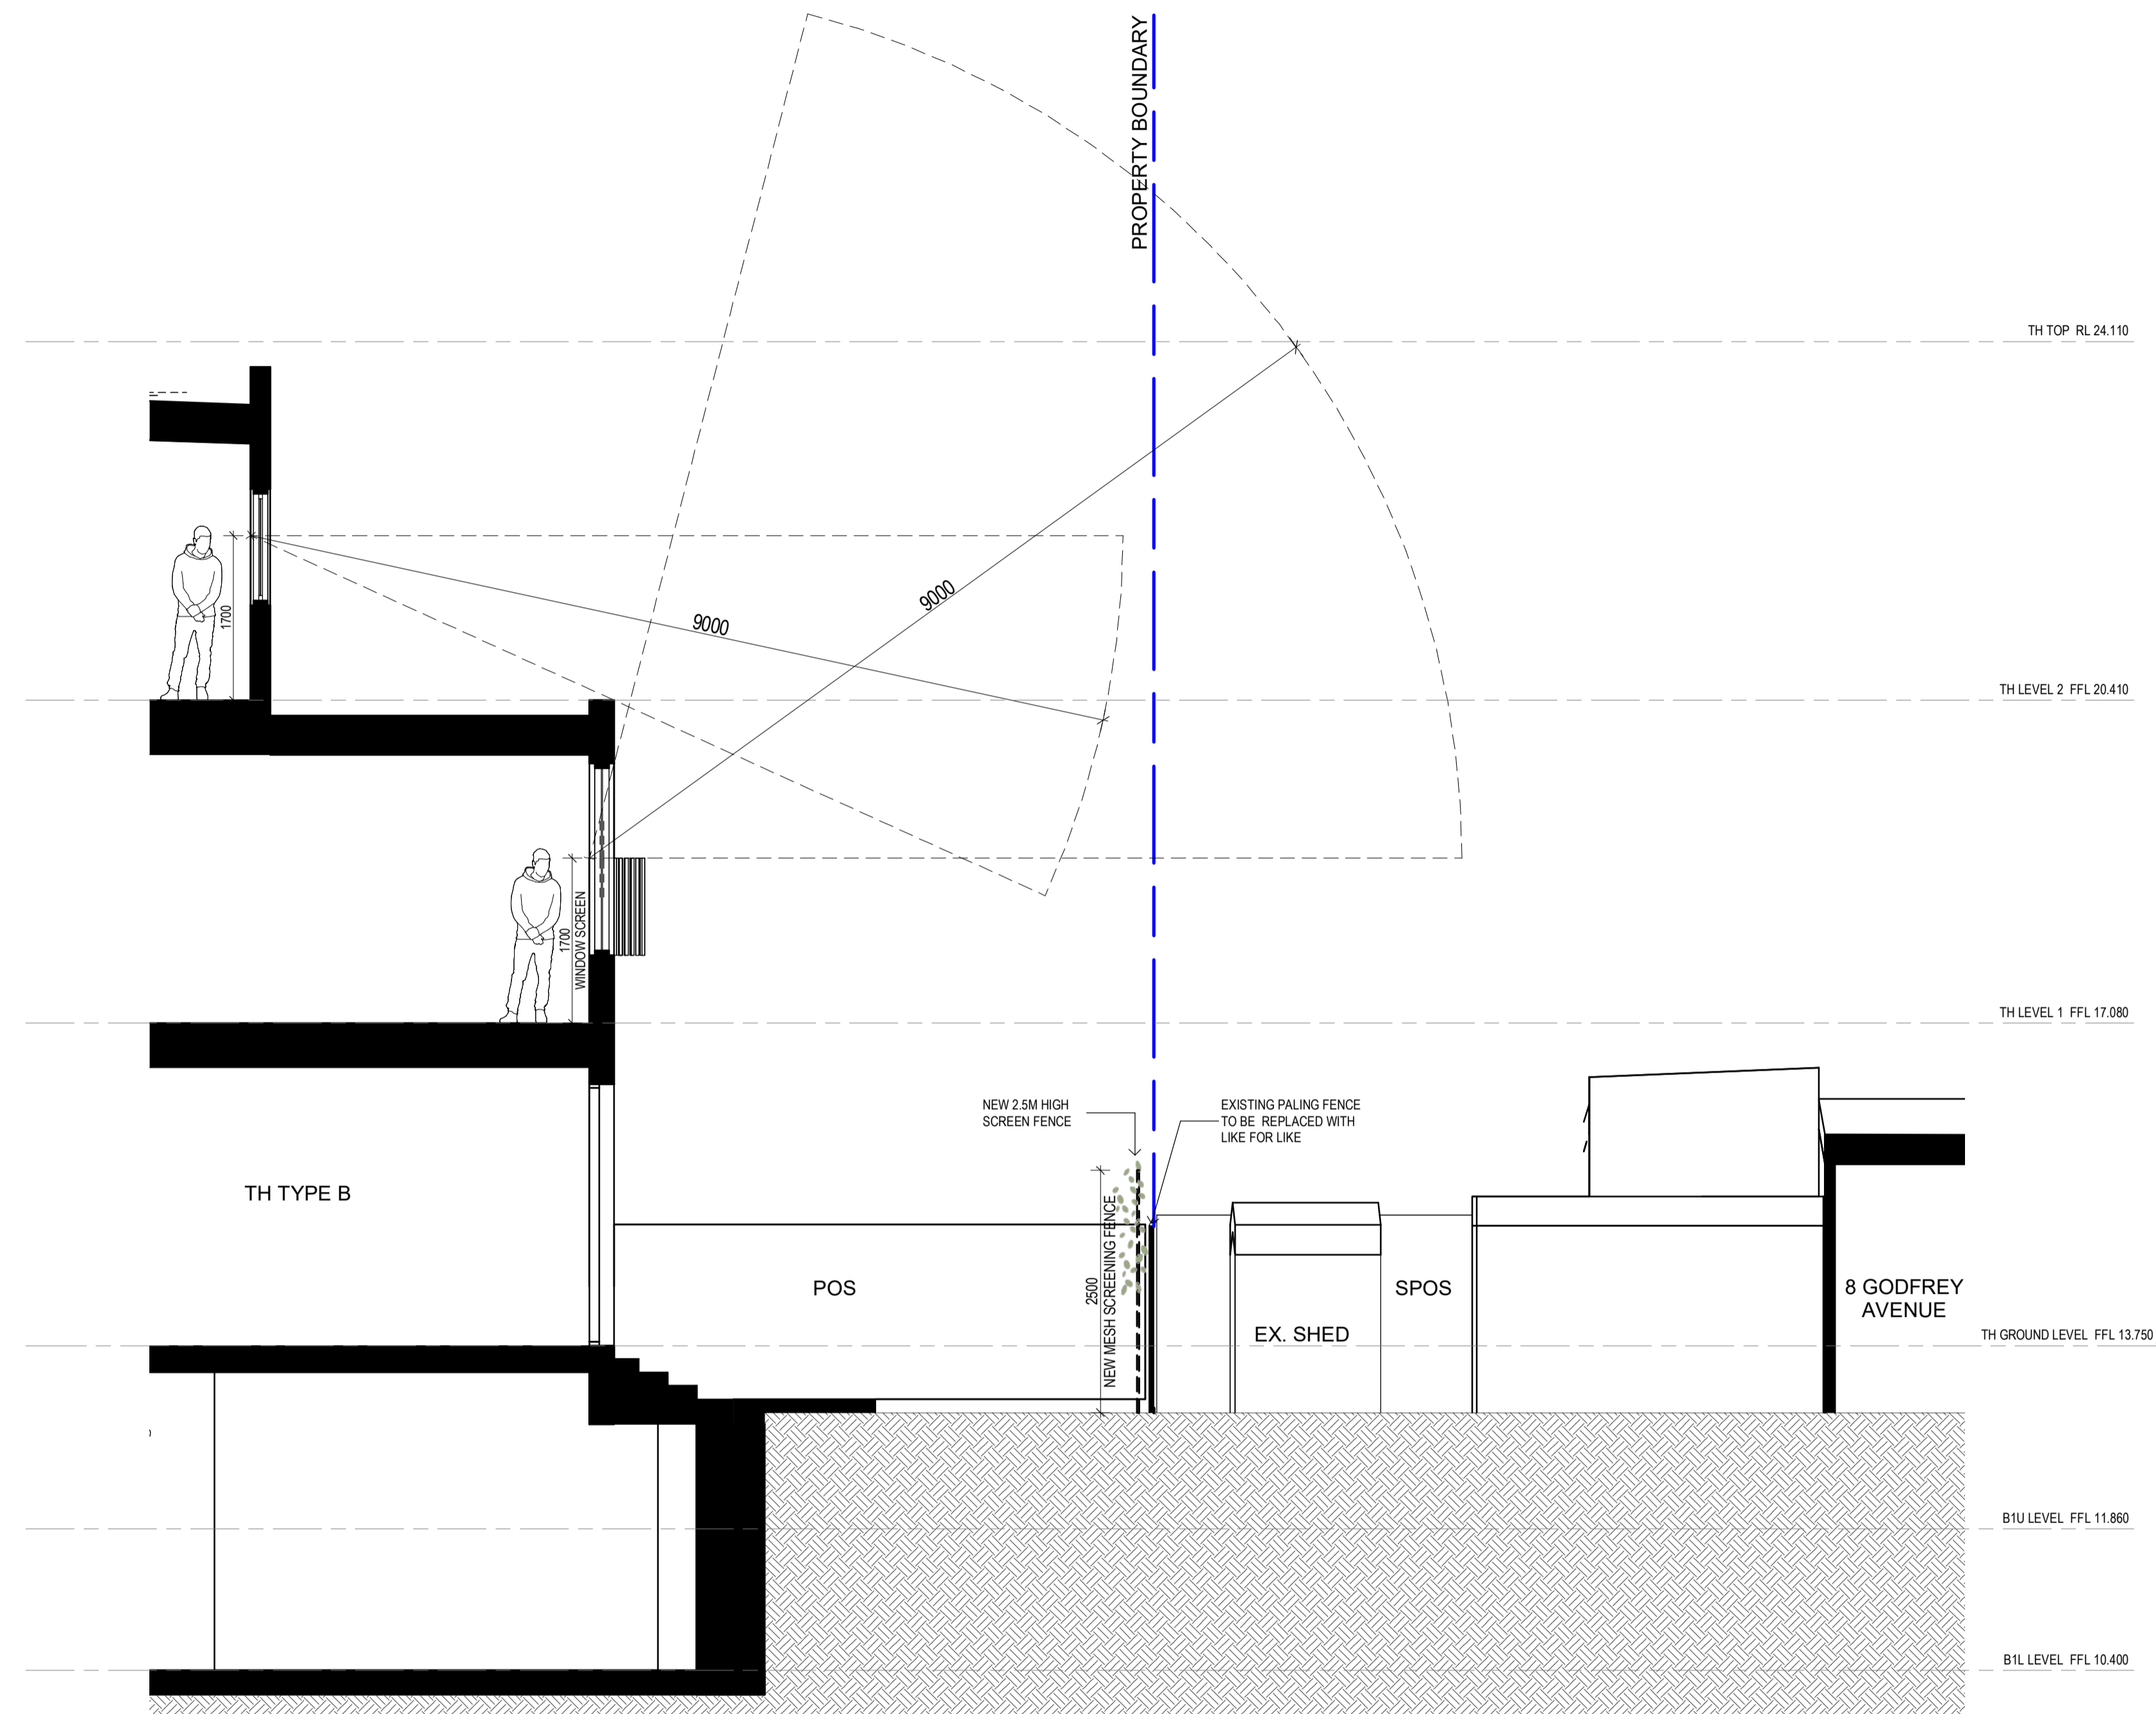 PROPERTY BOUNDARY
TH TOP RL 24.110
1700
9000
9000
TH LEVEL 2 FFL 20.410
1700
WINDOW SCREEN
TH LEVEL 1 FFL 17.080
NEW 2.5M HIGH
SCREEN FENCE
EXISTING PALING FENCE
TO BE REPLACED WITH
LIKE FOR LIKE
TH TYPE B
POS
2500
NEW MESH SCREENING FENCE
EX. SHED
SPOS
8 GODFREY
AVENUE
TH GROUND LEVEL FFL 13.750
B1U LEVEL FFL 11.860
B1L LEVEL FFL 10.400